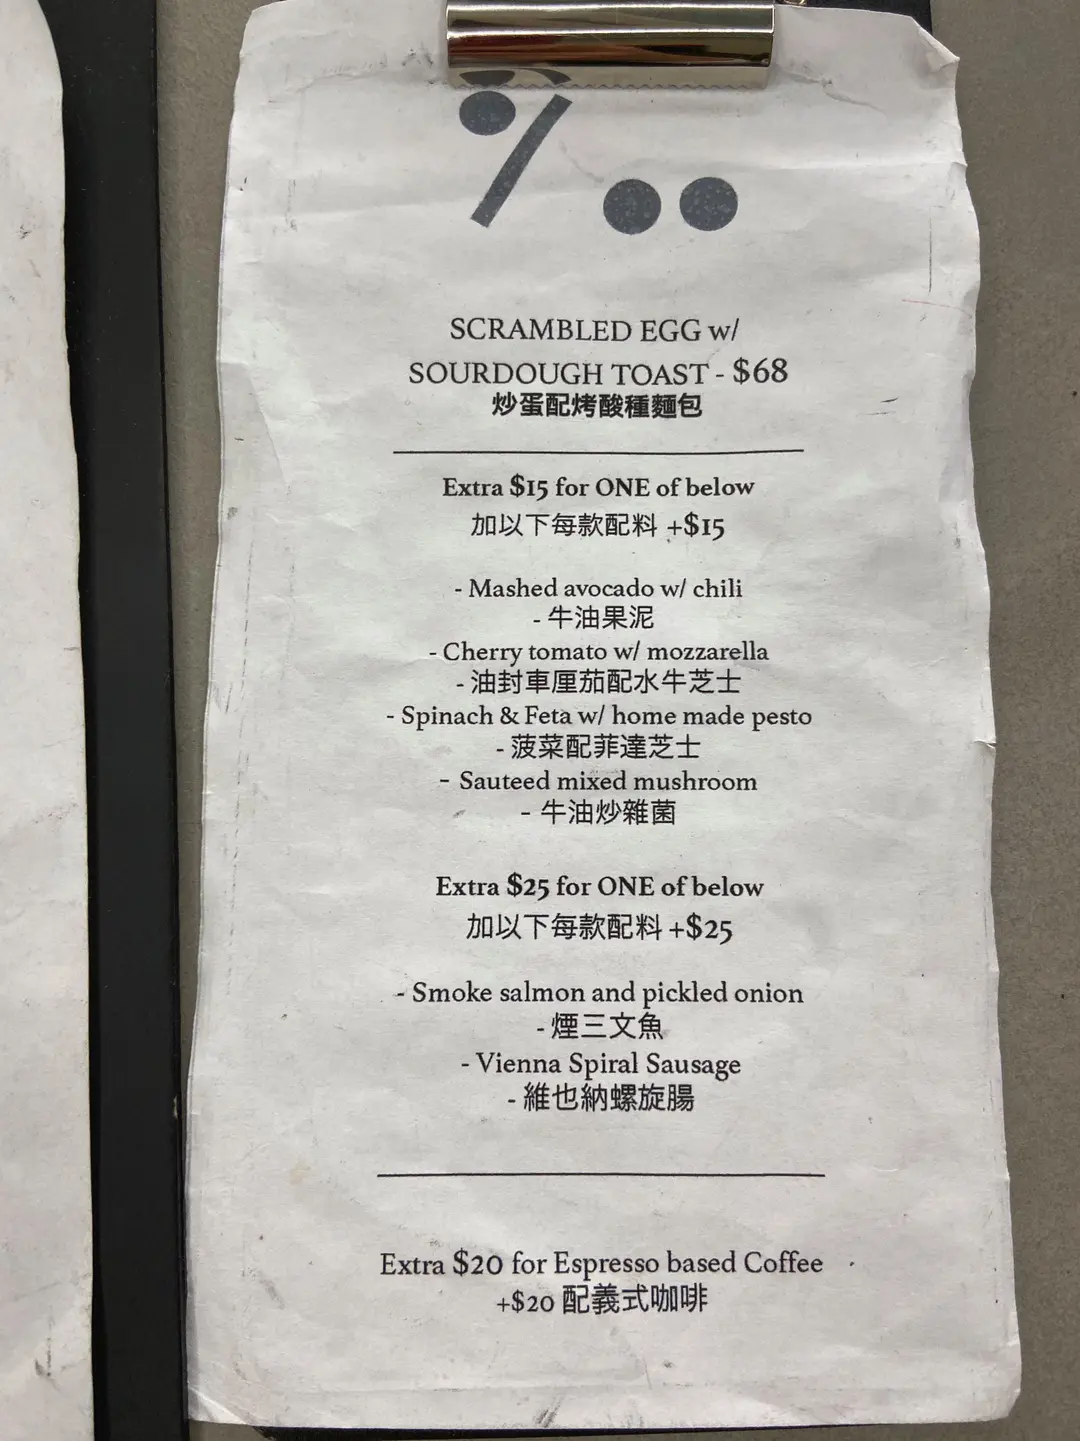 SCRAMBLED EGG w/
SOURDOUGH TOAST - $68
炒蛋配烤酸種麵包
Extra $15 for ONE of below
加以下每款配料 +$15
- Mashed avocado w/ chili
- 牛油果泥
- Cherry tomato w/ mozzarella
- 油封車厘茄配水牛芝士
- Spinach & Feta w/ home made pesto
- 菠菜配菲達芝士
- Sauteed mixed mushroom
- 牛油炒雜菌
Extra $25 for ONE of below
加以下每款配料 +$25
- Smoke salmon and pickled onion
- 煙三文魚
- Vienna Spiral Sausage
- 維也納螺旋腸
Extra $20 for Espresso based Coffee
+$20 配義式咖啡